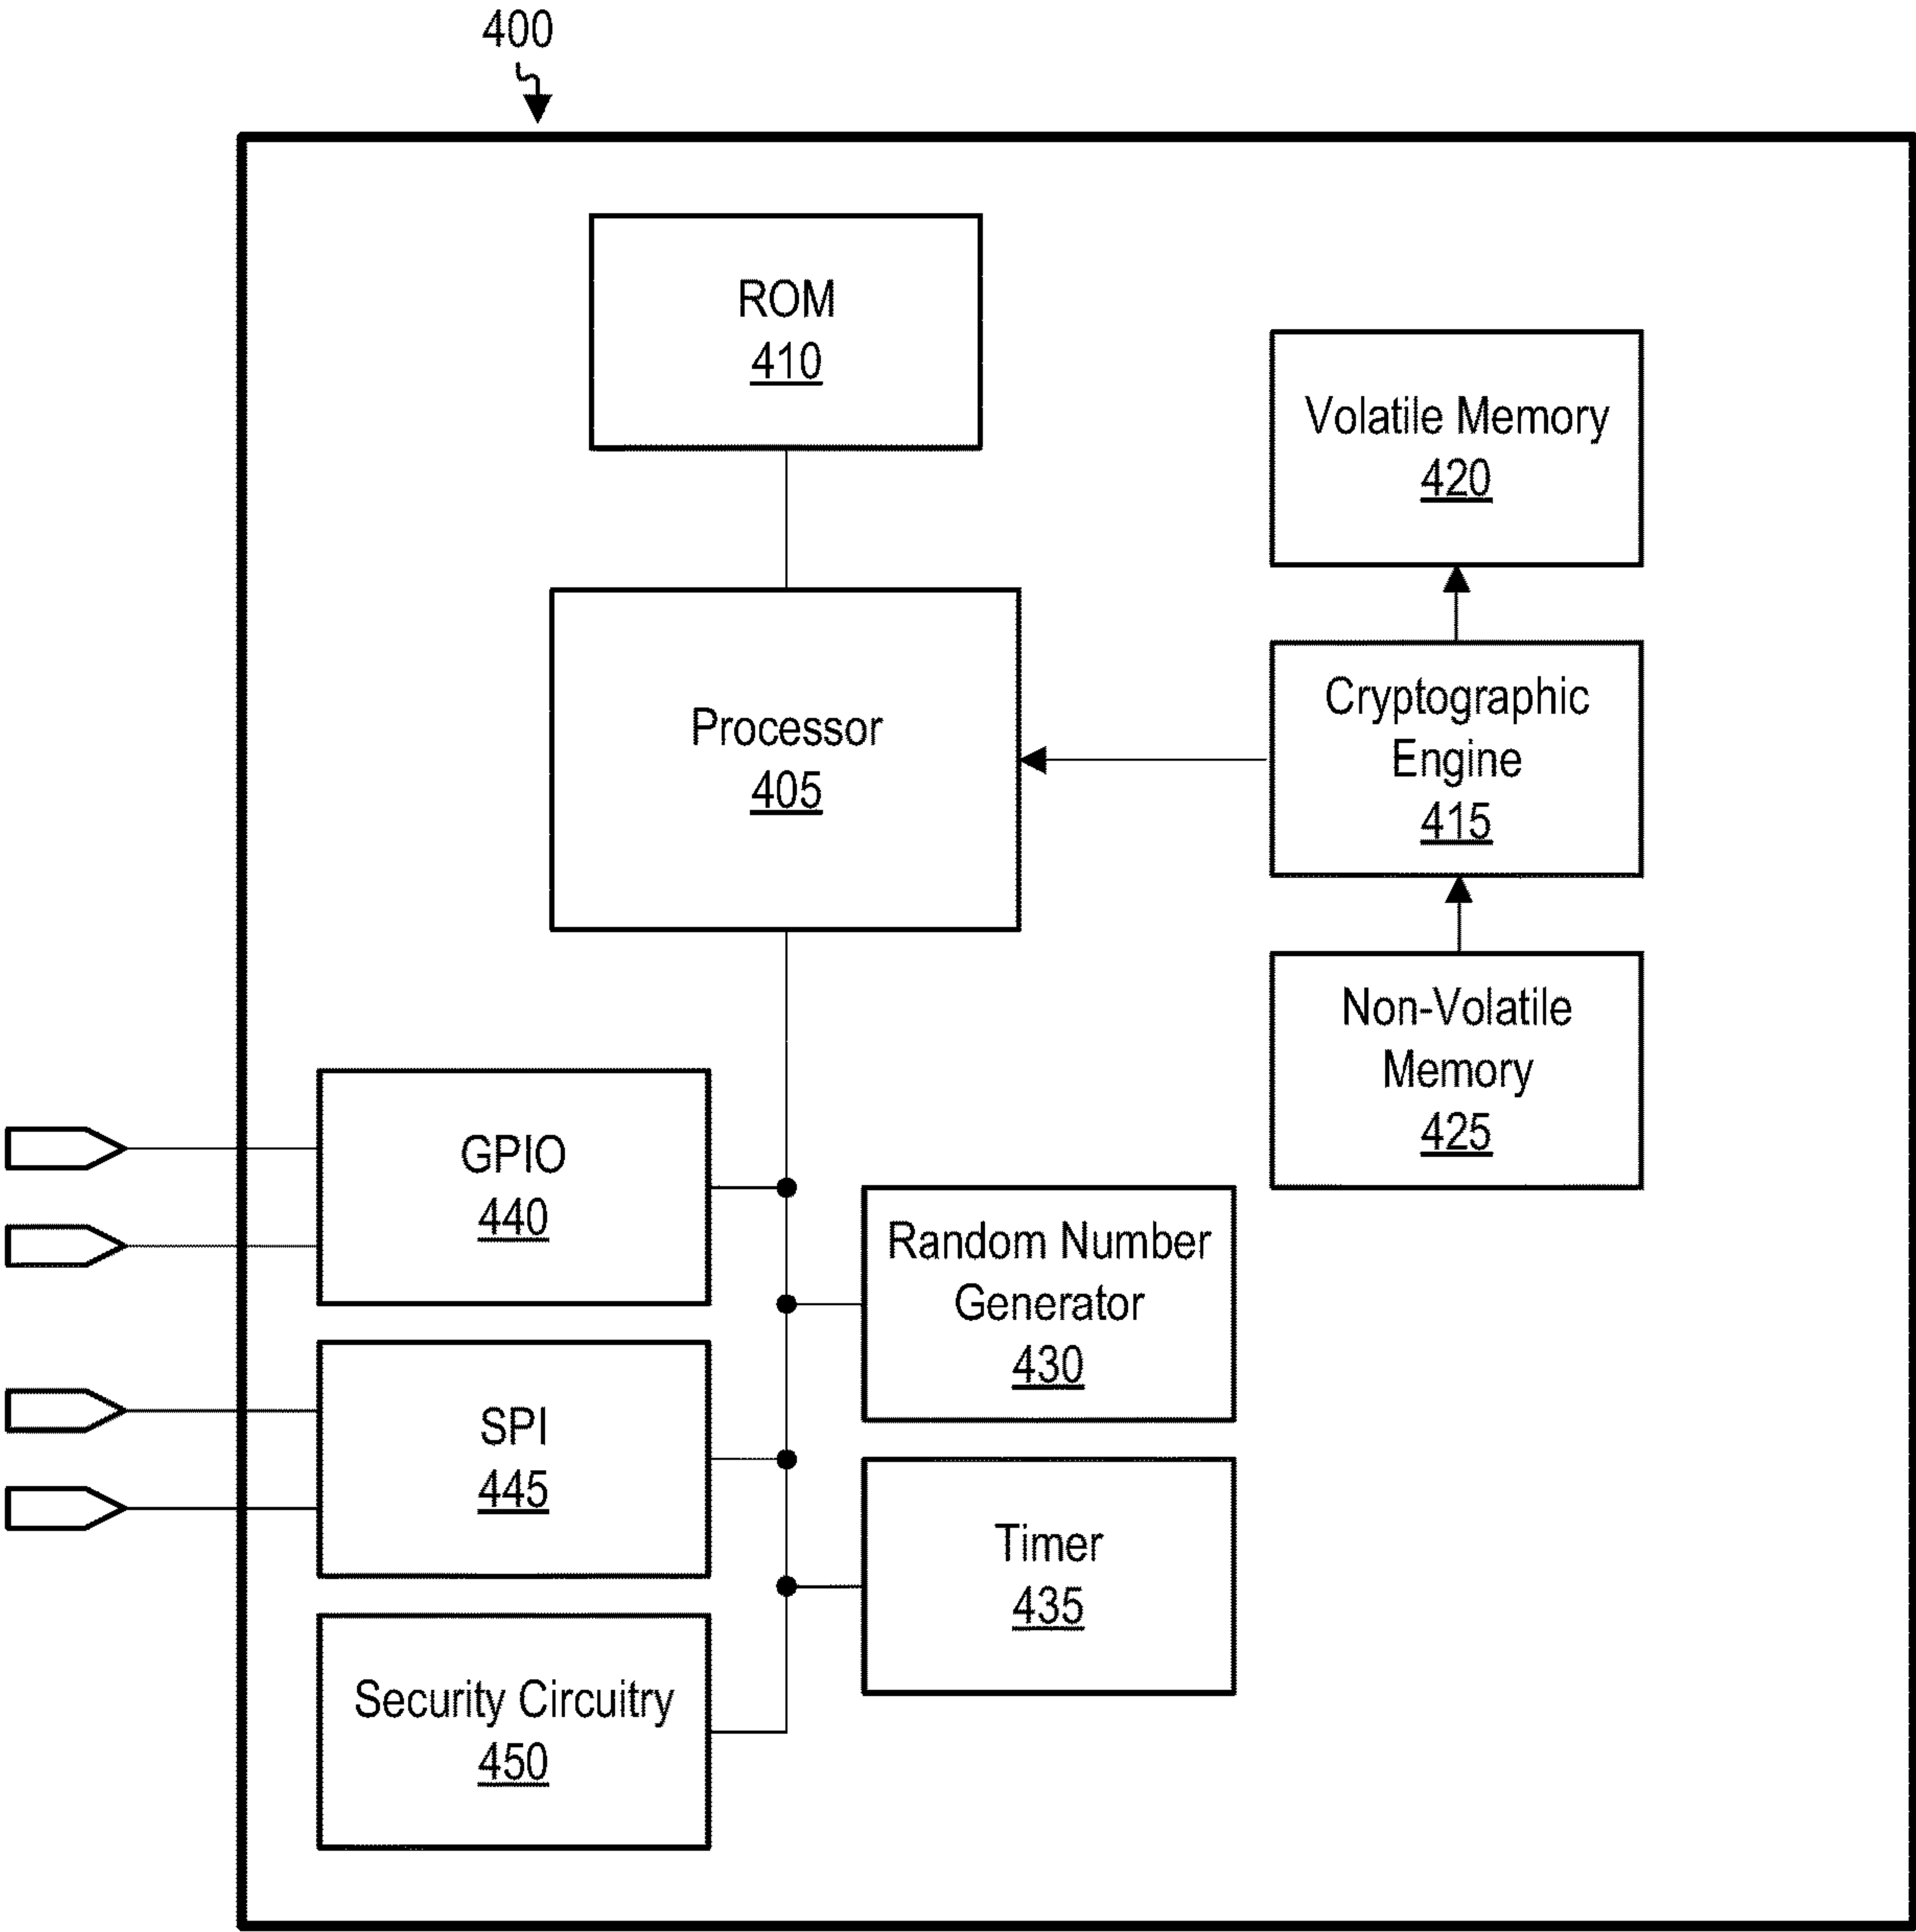 400
ROM
410
Volatile Memory
420
Processor
405
Cryptographic
Engine
415
Non-Volatile
Memory
425
GPIO
440
Random Number
Generator
430
SPI
445
Timer
435
Security Circuitry
450